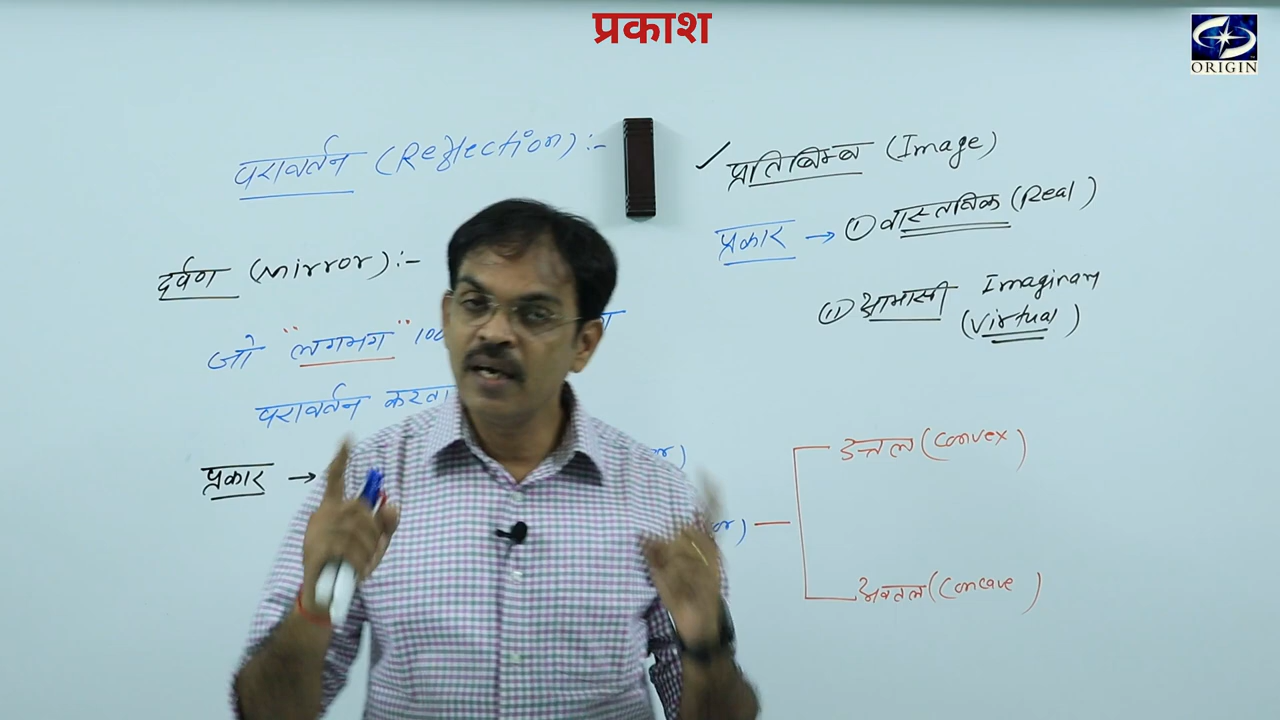 प्रकाश
ORIGIN
परावर्तन (Reflection) :-
दर्पण (Mirror) :-
जो "लगभग" 100
परावर्तन करता
प्रकार →
✓ प्रतिबिम्ब (Image)
प्रकार → ① वास्तविक (Real)
② आभासी Imaginary
(Virtual)
उत्तल (Convex)
अवतल (Concave)